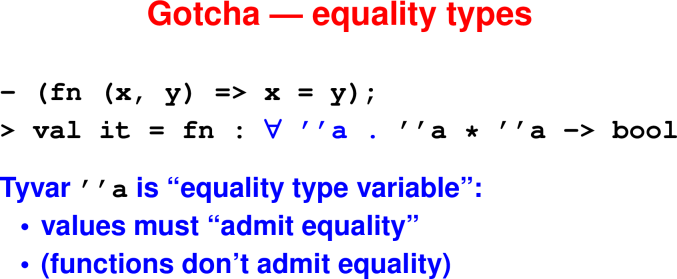 Gotcha — equality types
- (fn (x, y) => x = y);
> val it = fn : ∀ ''a . ''a * ''a -> bool
Tyvar ''a is “equality type variable”:
• values must “admit equality”
• (functions don’t admit equality)